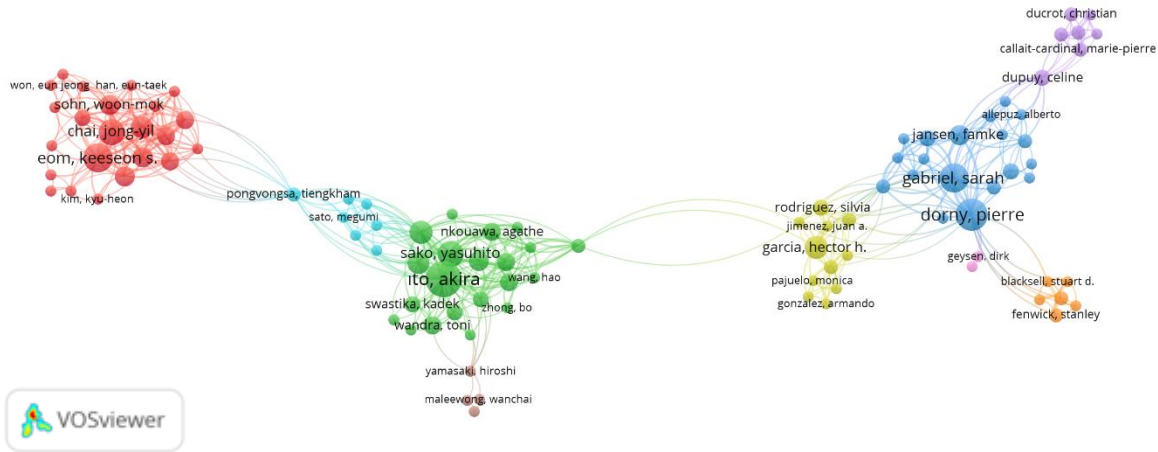 ducrot, christian
callait-cardinal, marie-pierre
dupuy, celine
won, eun jeong han, eun-taek
sohn, woon-mok
chai, jong-yil
eom, keeseon s.
kim, kyu-heon
allepuz, alberto
jansen, famke
gabriel, sarah
dorny, pierre
pongvongsa, tiengkham
sato, megumi
rodriguez, silvia
jimenez, juan a.
garcia, hector h.
nkouawa, agathe
sako, yasuhito
wang, hao
ito, akira
geysen, dirk
pajuelo, monica
blacksell, stuart d.
swastika, kadek
zhong, bo
gonzalez, armando
fenwick, stanley
wandra, toni
yamasaki, hiroshi
maleewong, wanchai
VOSviewer